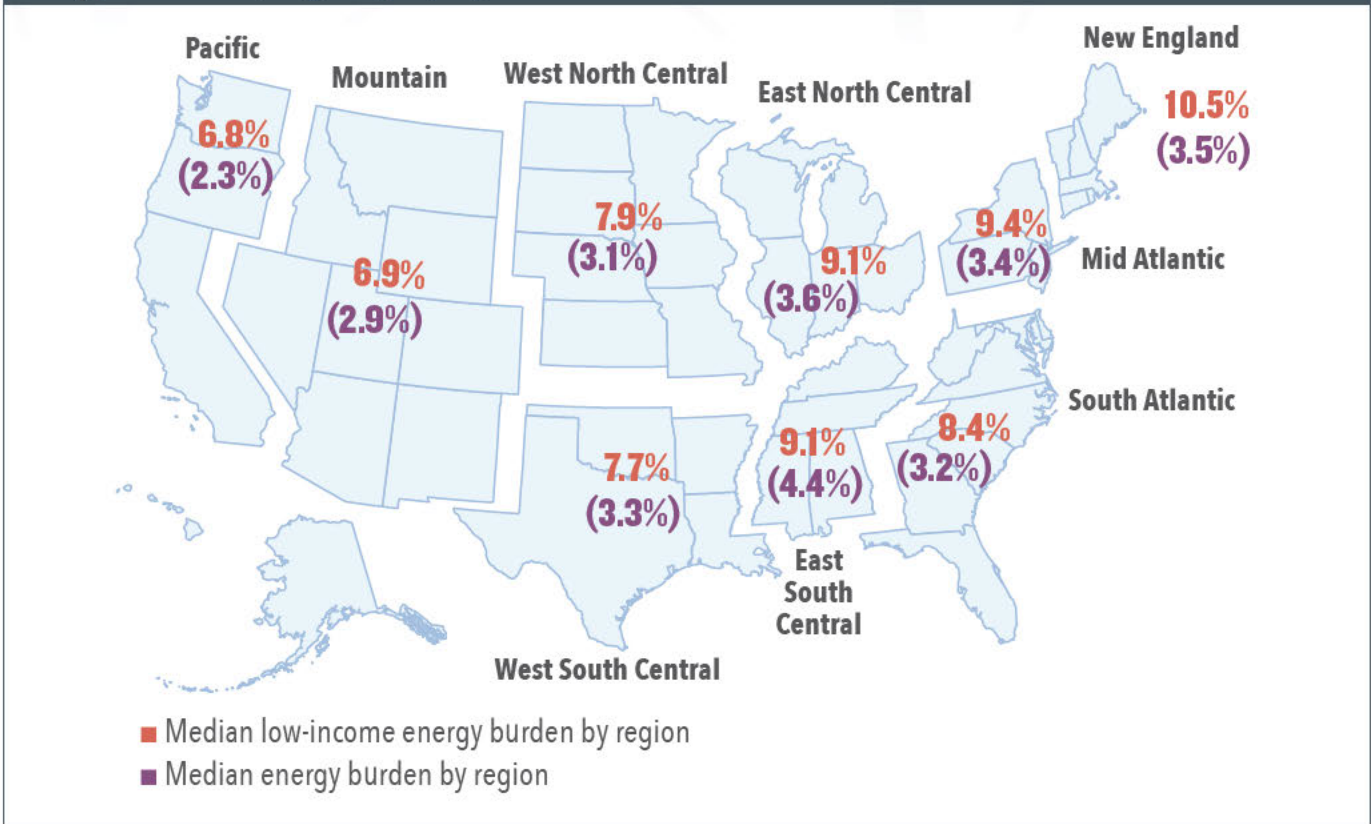 Pacific
6.8%
(2.3%)
Mountain
6.9%
(2.9%)
West North Central
7.9%
(3.1%)
East North Central
9.1%
(3.6%)
New England
10.5%
(3.5%)
9.4%
(3.4%)
Mid Atlantic
8.4%
(3.2%)
South Atlantic
9.1%
(4.4%)
East
South
Central
7.7%
(3.3%)
West South Central
Median low-income energy burden by region
Median energy burden by region